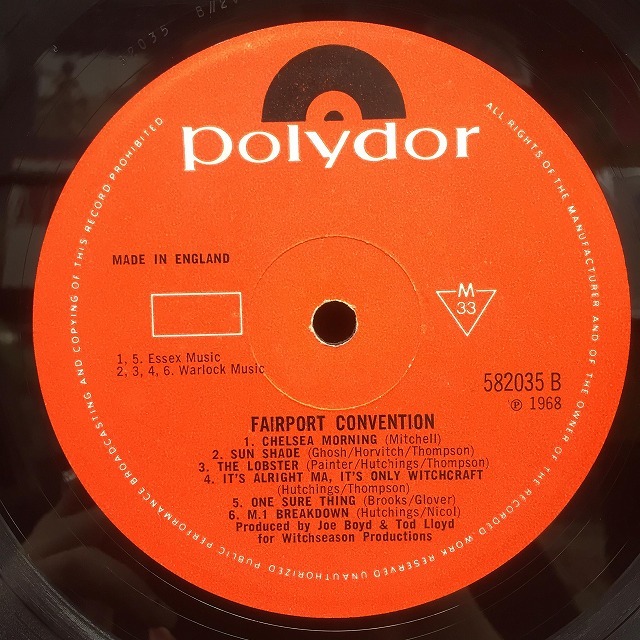 polydor
UNAUTHORIZED PUBLIC PERFORMANCE BROADCASTING AND COPYING OF THIS RECORD PROHIBITED
ALL RIGHTS OF THE MANUFACTURER AND OF THE OWNER OF THE RECORDED WORK RESERVED
MADE IN ENGLAND
M
33
1, 5. Essex Music
2, 3, 4, 6. Warlock Music
582035 B
℗ 1968
FAIRPORT CONVENTION
1. CHELSEA MORNING (Mitchell)
2. SUN SHADE (Ghosh/Horvitch/Thompson)
3. THE LOBSTER (Painter/Hutchings/Thompson)
4. IT'S ALRIGHT MA, IT'S ONLY WITCHCRAFT
(Hutchings/Thompson)
5. ONE SURE THING (Brooks/Glover)
6. M.1 BREAKDOWN (Hutchings/Nicol)
Produced by Joe Boyd & Tod Lloyd
for Witchseason Productions